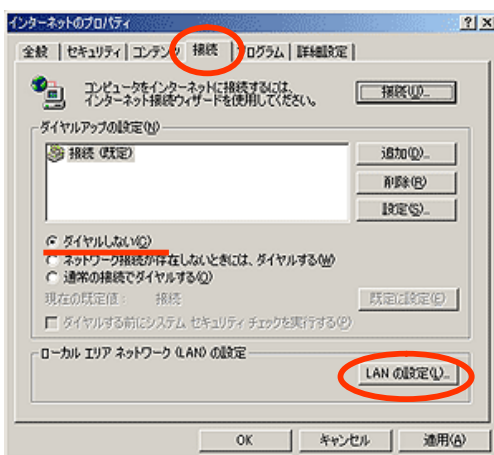 インターネットのプロパティ
全般 セキュリティ コンテンツ 接続 プログラム 詳細設定
コンピュータをインターネットに接続するには、
インターネット接続ウィザードを使用してください。
接続(U)...
ダイヤルアップの設定(N)
接続 (既定)
追加(D)...
削除(R)
設定(S)...
ダイヤルしない(C)
ネットワーク接続が存在しないときには、ダイヤルする(W)
通常の接続でダイヤルする(O)
現在の既定値: 接続
既定に設定(E)
ダイヤルする前にシステム セキュリティ チェックを実行する(P)
ローカル エリア ネットワーク (LAN) の設定
LAN の設定(L)...
OK キャンセル 適用(A)